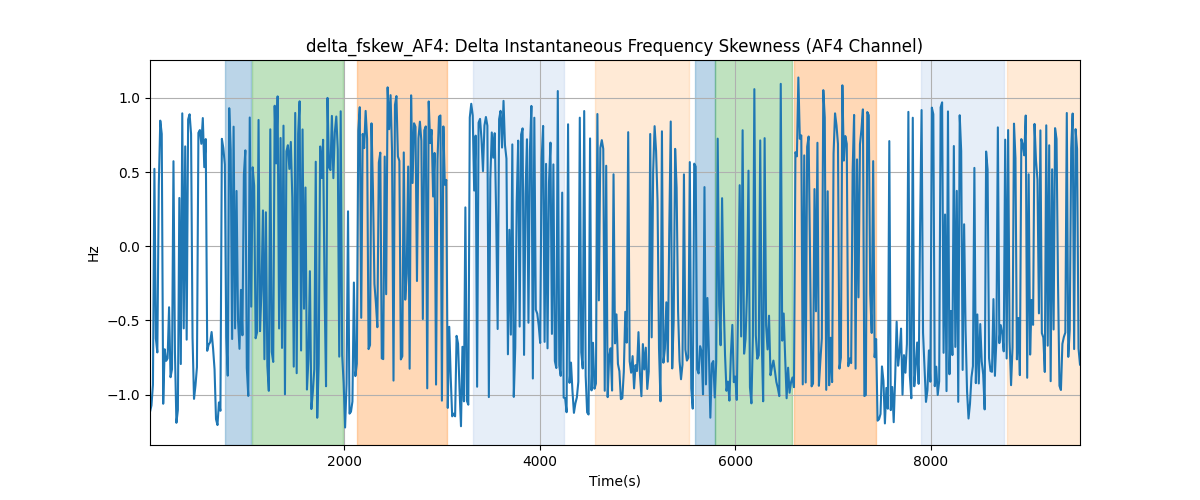 delta_fskew_AF4: Delta Instantaneous Frequency Skewness (AF4 Channel)
1.0
0.5
0.0
−0.5
−1.0
Hz
2000 4000 6000 8000
Time(s)